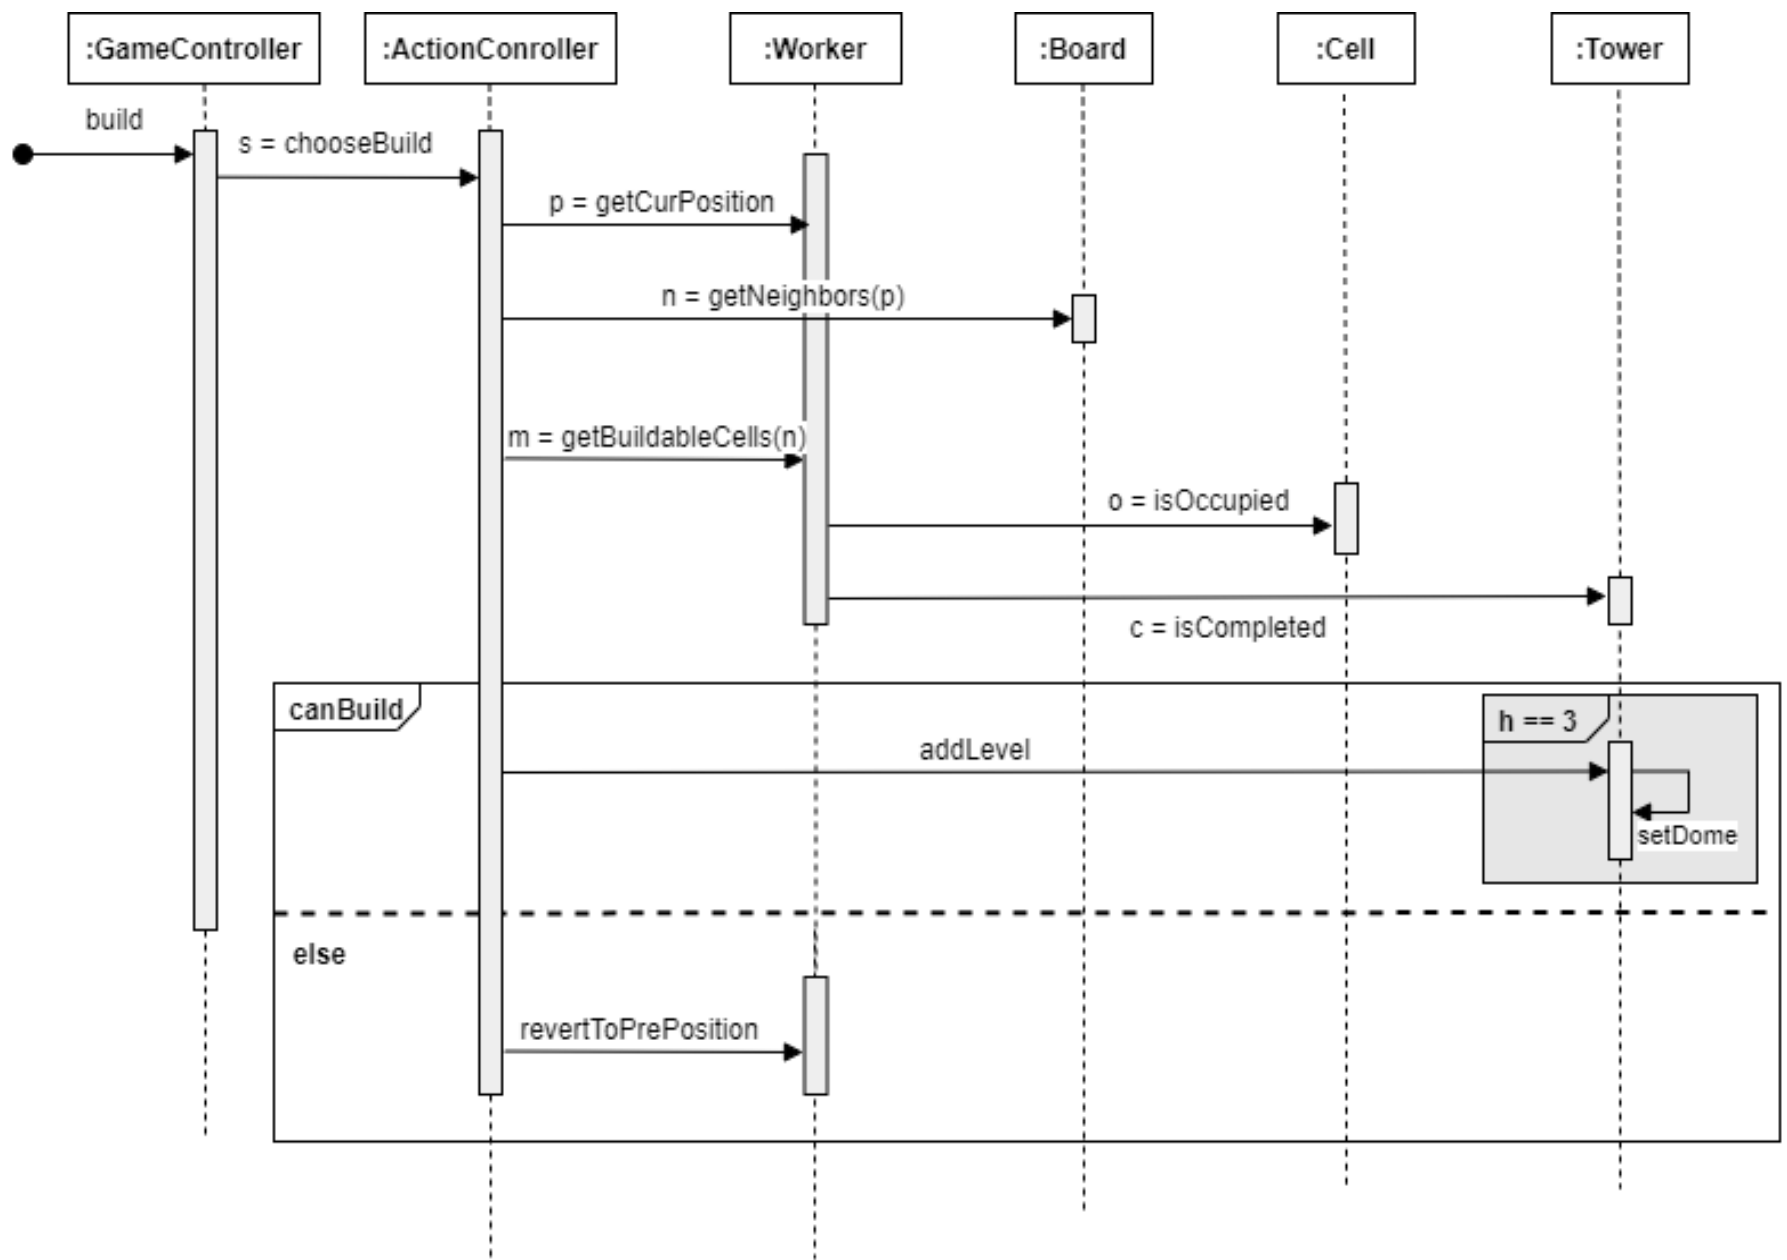 :GameController
:ActionConroller
:Worker
:Board
:Cell
:Tower
build
s = chooseBuild
p = getCurPosition
n = getNeighbors(p)
m = getBuildableCells(n)
o = isOccupied
c = isCompleted
canBuild
h == 3
addLevel
setDome
else
revertToPrePosition